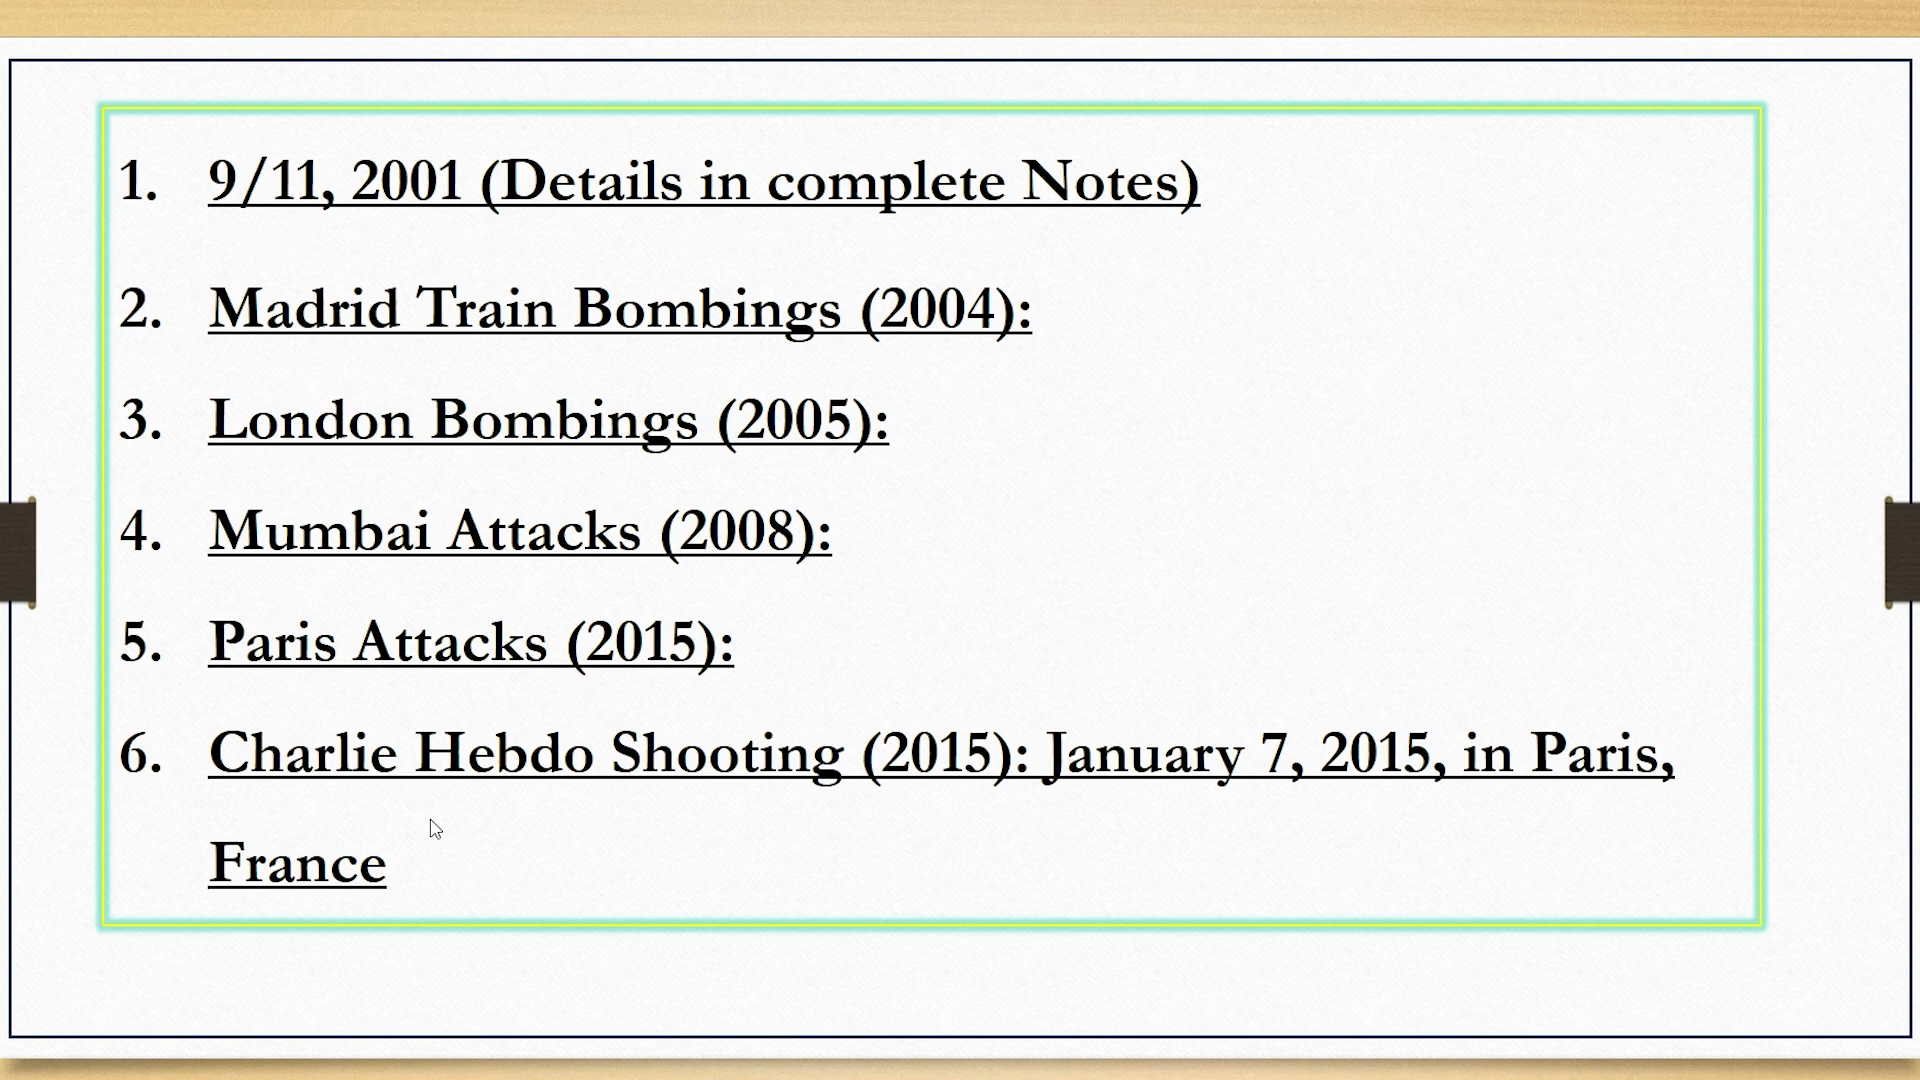 1. 9/11, 2001 (Details in complete Notes)
2. Madrid Train Bombings (2004):
3. London Bombings (2005):
4. Mumbai Attacks (2008):
5. Paris Attacks (2015):
6. Charlie Hebdo Shooting (2015): January 7, 2015, in Paris,
France